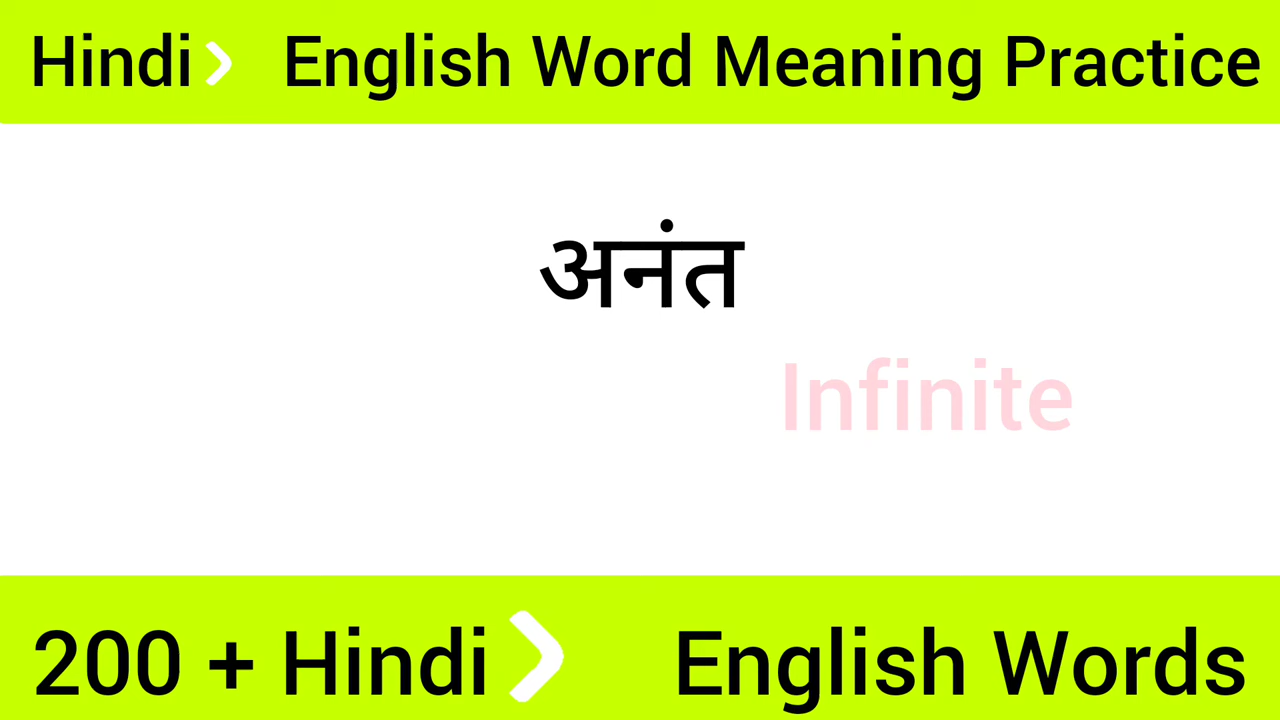 Hindi > English Word Meaning Practice
अनंत
Infinite
200 + Hindi > English Words